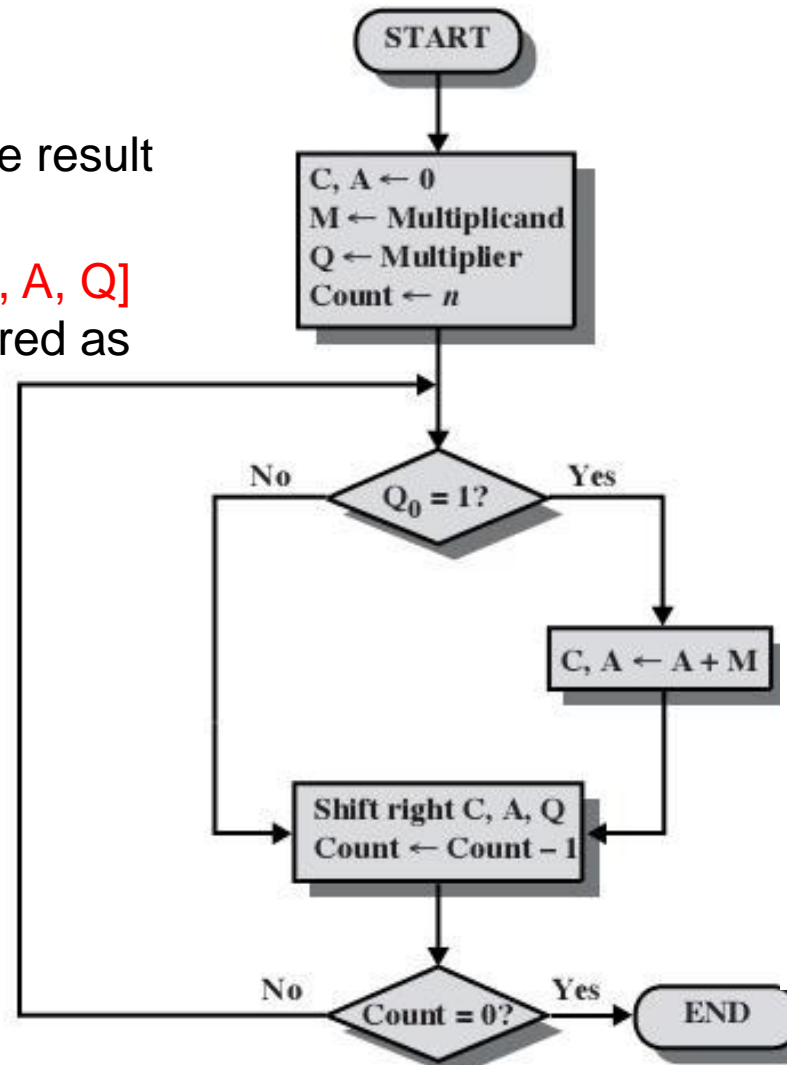 e result
, A, Q]
red as
START
C, A ← 0
M ← Multiplicand
Q ← Multiplier
Count ← n
No
Q₀ = 1?
Yes
C, A ← A + M
Shift right C, A, Q
Count ← Count – 1
No
Count = 0?
Yes
END